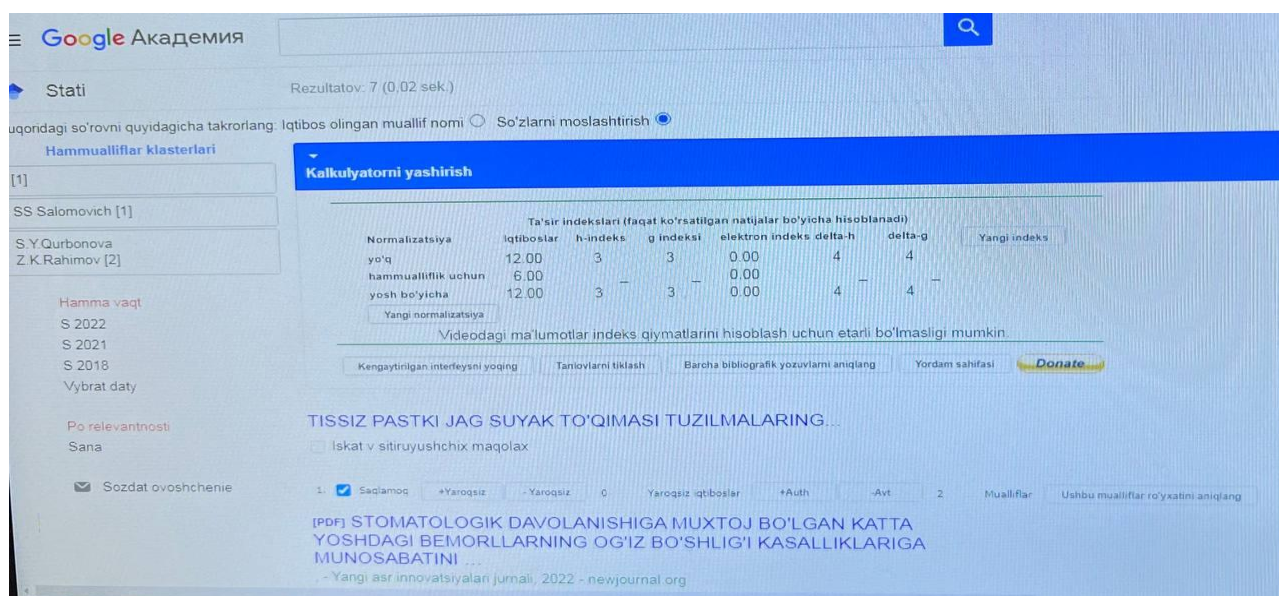 Google Академия
Stati
Rezultatov: 7 (0,02 sek.)
uqoridagi so'rovni quyidagicha takrorlang: Iqtibos olingan muallif nomi So'zlarni moslashtirish
Hammualliflar klasterlari
[1]
SS Salomovich [1]
S.Y.Qurbonova
Z.K.Rahimov [2]
Hamma vaqt
S 2022
S 2021
S 2018
Vybrat daty
Po relevantnosti
Sana
Sozdat ovoshchenie
Kalkulyatorni yashirish
Ta'sir indekslari (faqat ko'rsatilgan natijalar bo'yicha hisoblanadi)
Normalizatsiya Iqtiboslar h-indeks g indeksi elektron indeks delta-h delta-g Yangi indeks
yo'q 12.00 3 3 0.00 4 4
hammualliflik uchun 6.00 _ _ 0.00 _ _
yosh bo'yicha 12.00 3 3 0.00 4 4
Yangi normalizatsiya
Videodagi ma'lumotlar indeks qiymatlarini hisoblash uchun etarli bo'lmasligi mumkin.
Kengaytirilgan interfeysni yoqing Tanlovlarni tiklash Barcha bibliografik yozuvlarni aniqlang Yordam sahifasi Donate
TISSIZ PASTKI JAG SUYAK TO'QIMASI TUZILMALARING...
Iskat v sitiruyushchix maqolax
1. Saqlamoq +Yaroqsiz -Yaroqsiz 0 Yaroqsiz iqtiboslar +Auth -Avt. 2 Mualliflar Ushbu mualliflar ro'yxatini aniqlang
[PDF] STOMATOLOGIK DAVOLANISHIGA MUXTOJ BO'LGAN KATTA
YOSHDAGI BEMORLLARNING OG'IZ BO'SHLIG'I KASALLIKLARIGA
MUNOSABATINI ...
- Yangi asr innovatsiyalari jurnali, 2022 - newjournal.org